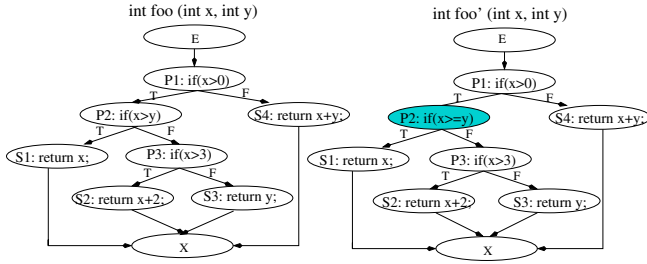 int foo (int x, int y)
E
P1: if(x>0)
T
F
P2: if(x>y)
S4: return x+y;
T
F
S1: return x;
P3: if(x>3)
T
F
S2: return x+2;
S3: return y;
X
int foo' (int x, int y)
E
P1: if(x>0)
T
F
P2: if(x>=y)
S4: return x+y;
T
F
S1: return x;
P3: if(x>3)
T
F
S2: return x+2;
S3: return y;
X